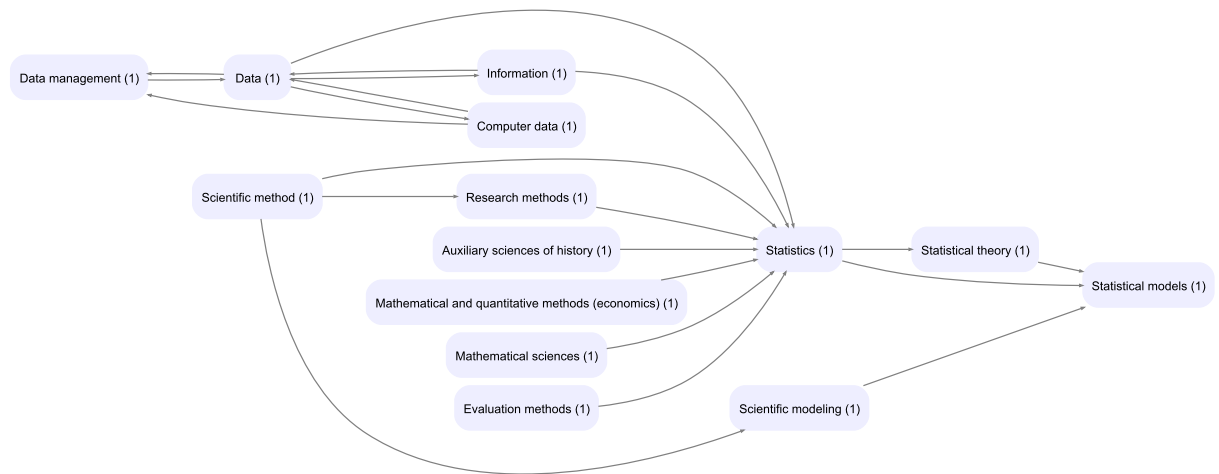 Data management (1)
Data (1)
Information (1)
Computer data (1)
Scientific method (1)
Research methods (1)
Auxiliary sciences of history (1)
Statistics (1)
Statistical theory (1)
Statistical models (1)
Mathematical and quantitative methods (economics) (1)
Mathematical sciences (1)
Evaluation methods (1)
Scientific modeling (1)